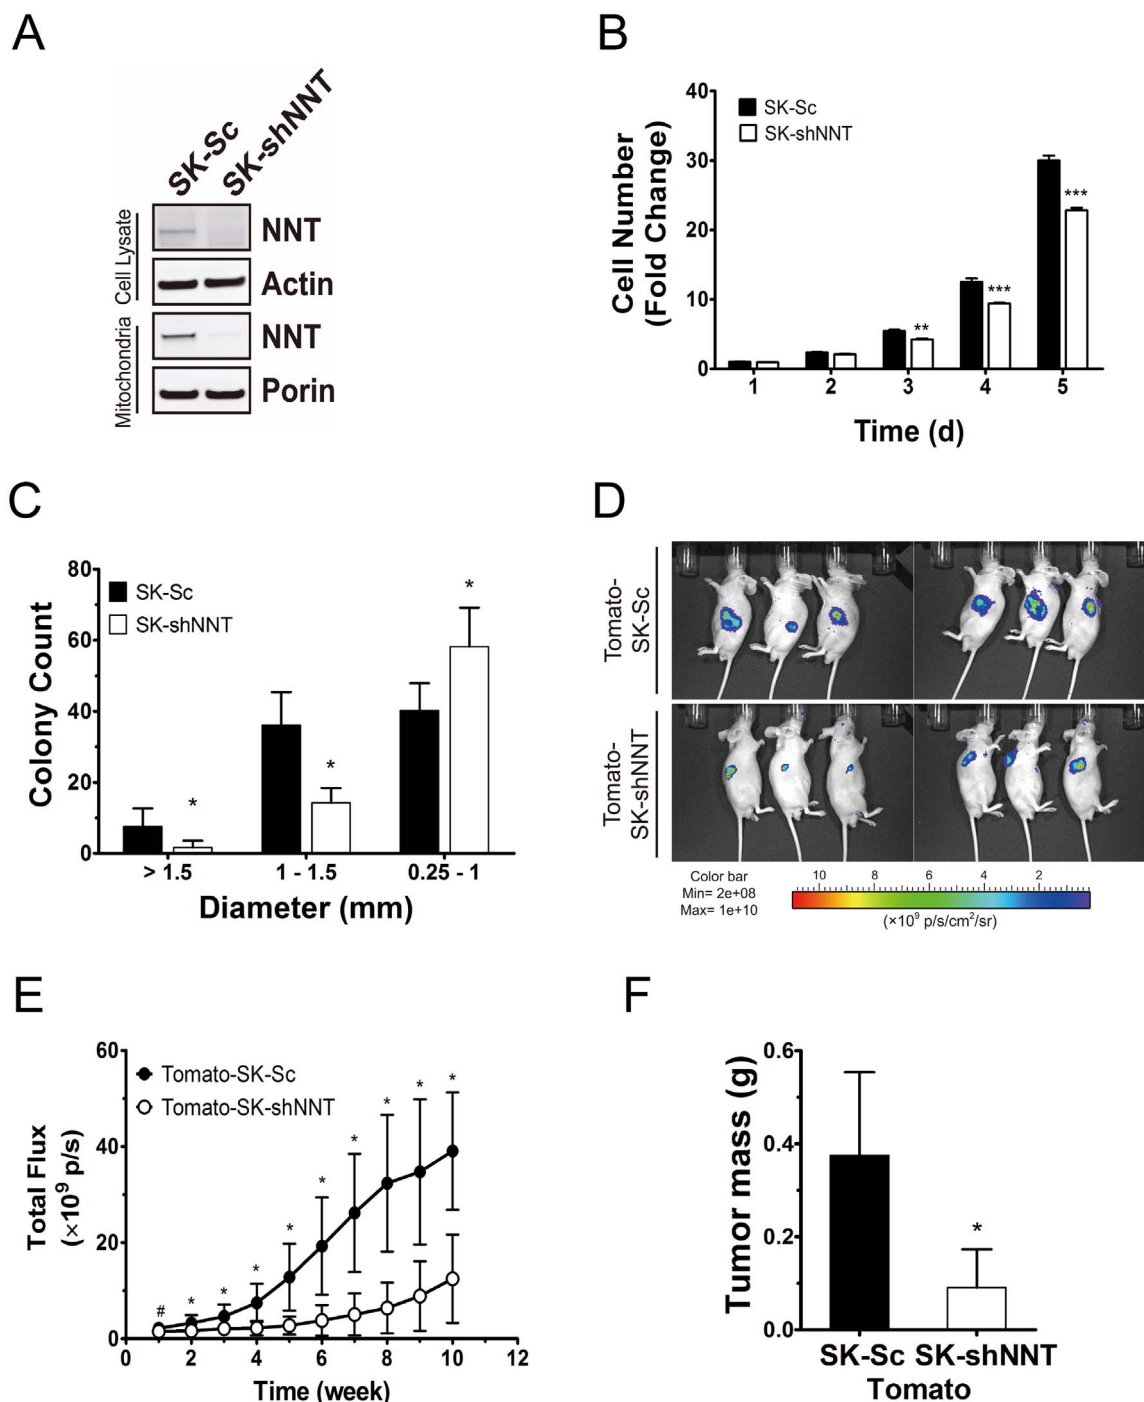 A
SK-Sc
SK-shNNT
Cell Lysate
NNT
Actin
Mitochondria
NNT
Porin
B
Cell Number
(Fold Change)
40
30
20
10
0
SK-Sc
SK-shNNT
**
***
***
1 2 3 4 5
Time (d)
C
Colony Count
80
60
40
20
0
SK-Sc
SK-shNNT
*
*
*
> 1.5 1 - 1.5 0.25 - 1
Diameter (mm)
D
Tomato-
SK-Sc
Tomato-
SK-shNNT
Color bar
Min= 2e+08
Max= 1e+10
10 8 6 4 2
(×10⁹ p/s/cm²/sr)
E
Total Flux
(×10⁹ p/s)
60
40
20
0
Tomato-SK-Sc
Tomato-SK-shNNT
# * * * * * * * * *
0 2 4 6 8 10 12
Time (week)
F
Tumor mass (g)
0.6
0.4
0.2
0.0
*
SK-Sc SK-shNNT
Tomato